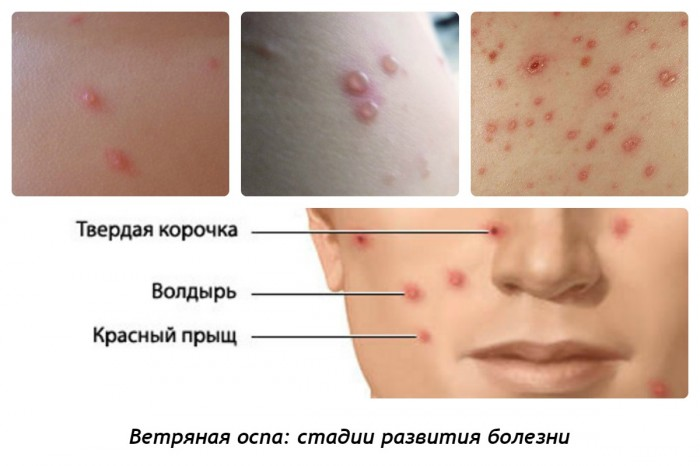 Твердая корочка
Волдырь
Красный прыщ
Ветряная оспа: стадии развития болезни